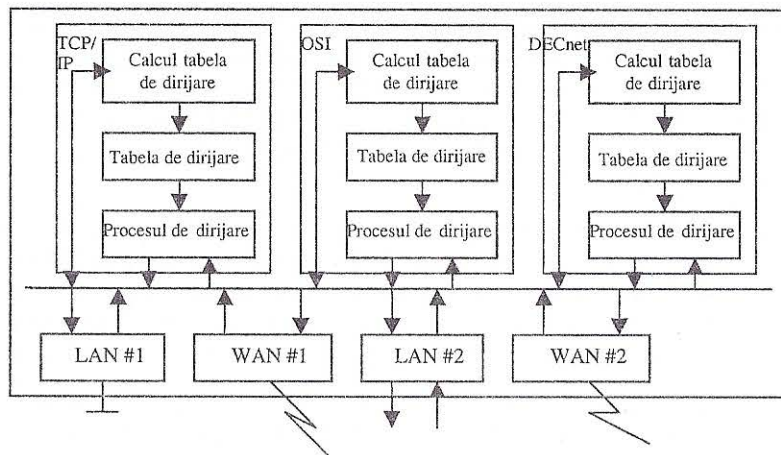 TCP/
IP
Calcul tabela
de dirijare
Tabela de dirijare
Procesul de dirijare
OSI
Calcul tabela
de dirijare
Tabela de dirijare
Procesul de dirijare
DECnet
Calcul tabela
de dirijare
Tabela de dirijare
Procesul de dirijare
LAN #1
WAN #1
LAN #2
WAN #2